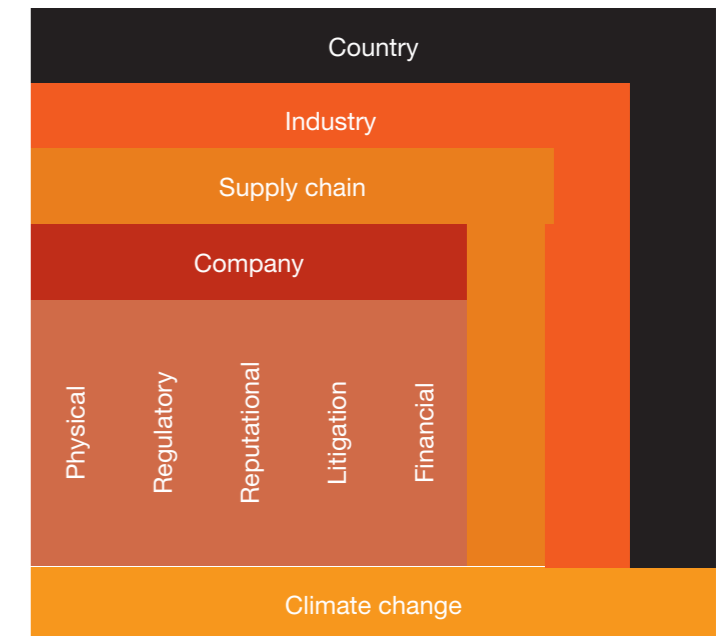 Country
Industry
Supply chain
Company
Physical
Regulatory
Reputational
Litigation
Financial
Climate change